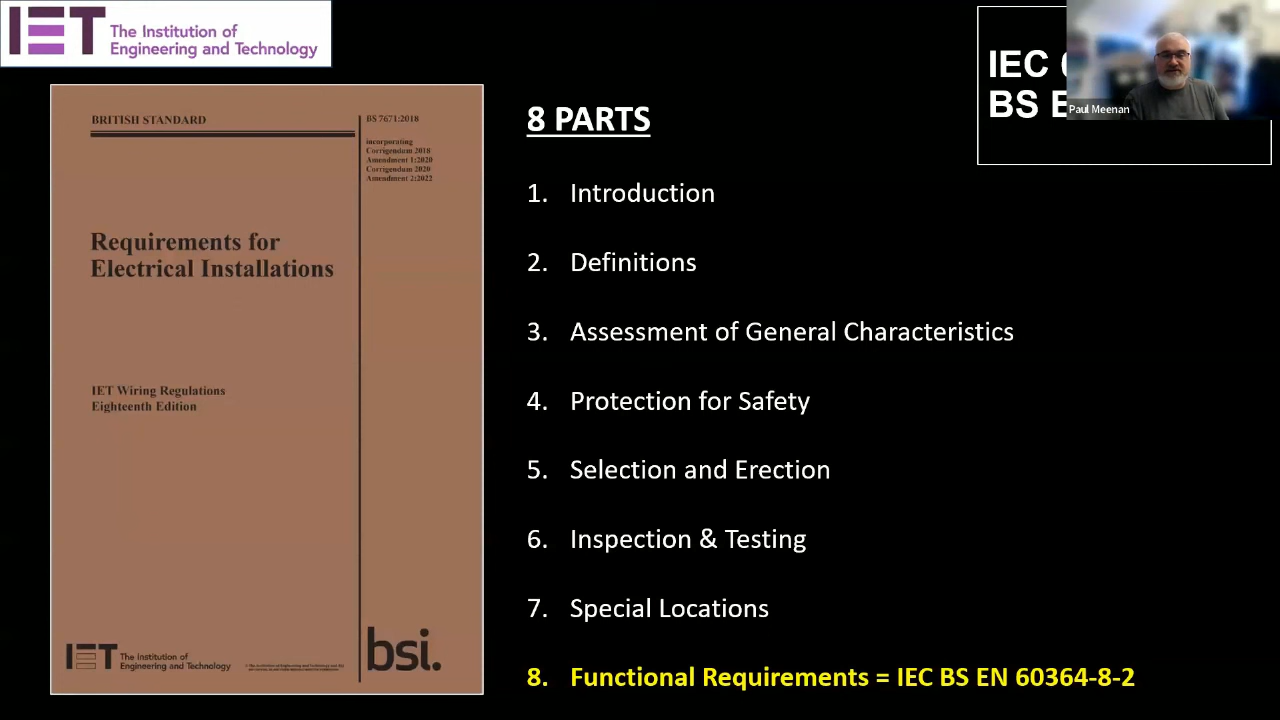 IET The Institution of
Engineering and Technology
IEC
BS E
Paul Meenan
BRITISH STANDARD
BS 7671:2018
incorporating
Corrigendum 2018
Amendment 1:2020
Corrigendum 2020
Amendment 2:2022
Requirements for
Electrical Installations
IET Wiring Regulations
Eighteenth Edition
IET The Institution of
Engineering and Technology
bsi.
8 PARTS
1. Introduction
2. Definitions
3. Assessment of General Characteristics
4. Protection for Safety
5. Selection and Erection
6. Inspection & Testing
7. Special Locations
8. Functional Requirements = IEC BS EN 60364-8-2